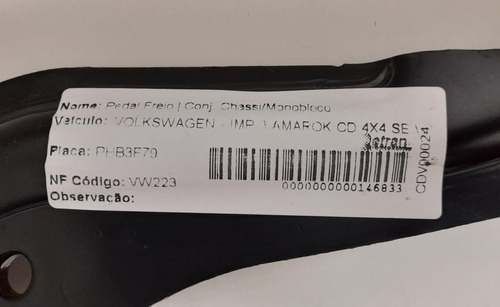 Nome: Pedal Freio | Conj. Chassi/Monobloco
Veículo: VOLKSWAGEN - IMP. \ AMAROK CD 4X4 SE \
Placa: PHB3F79
Detran
NF Código: VW223
0000000000146833
Observação:
CDV00024